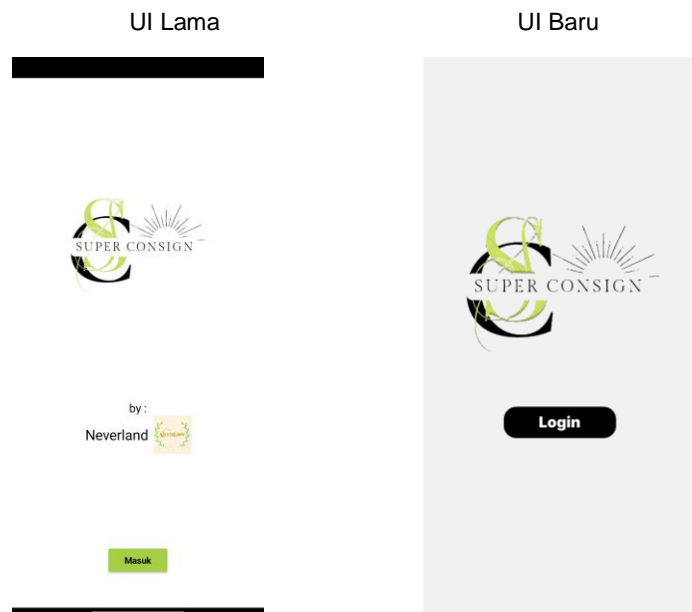 UI Lama
UI Baru
SUPER CONSIGN
by :
Neverland
Masuk
SUPER CONSIGN
Login